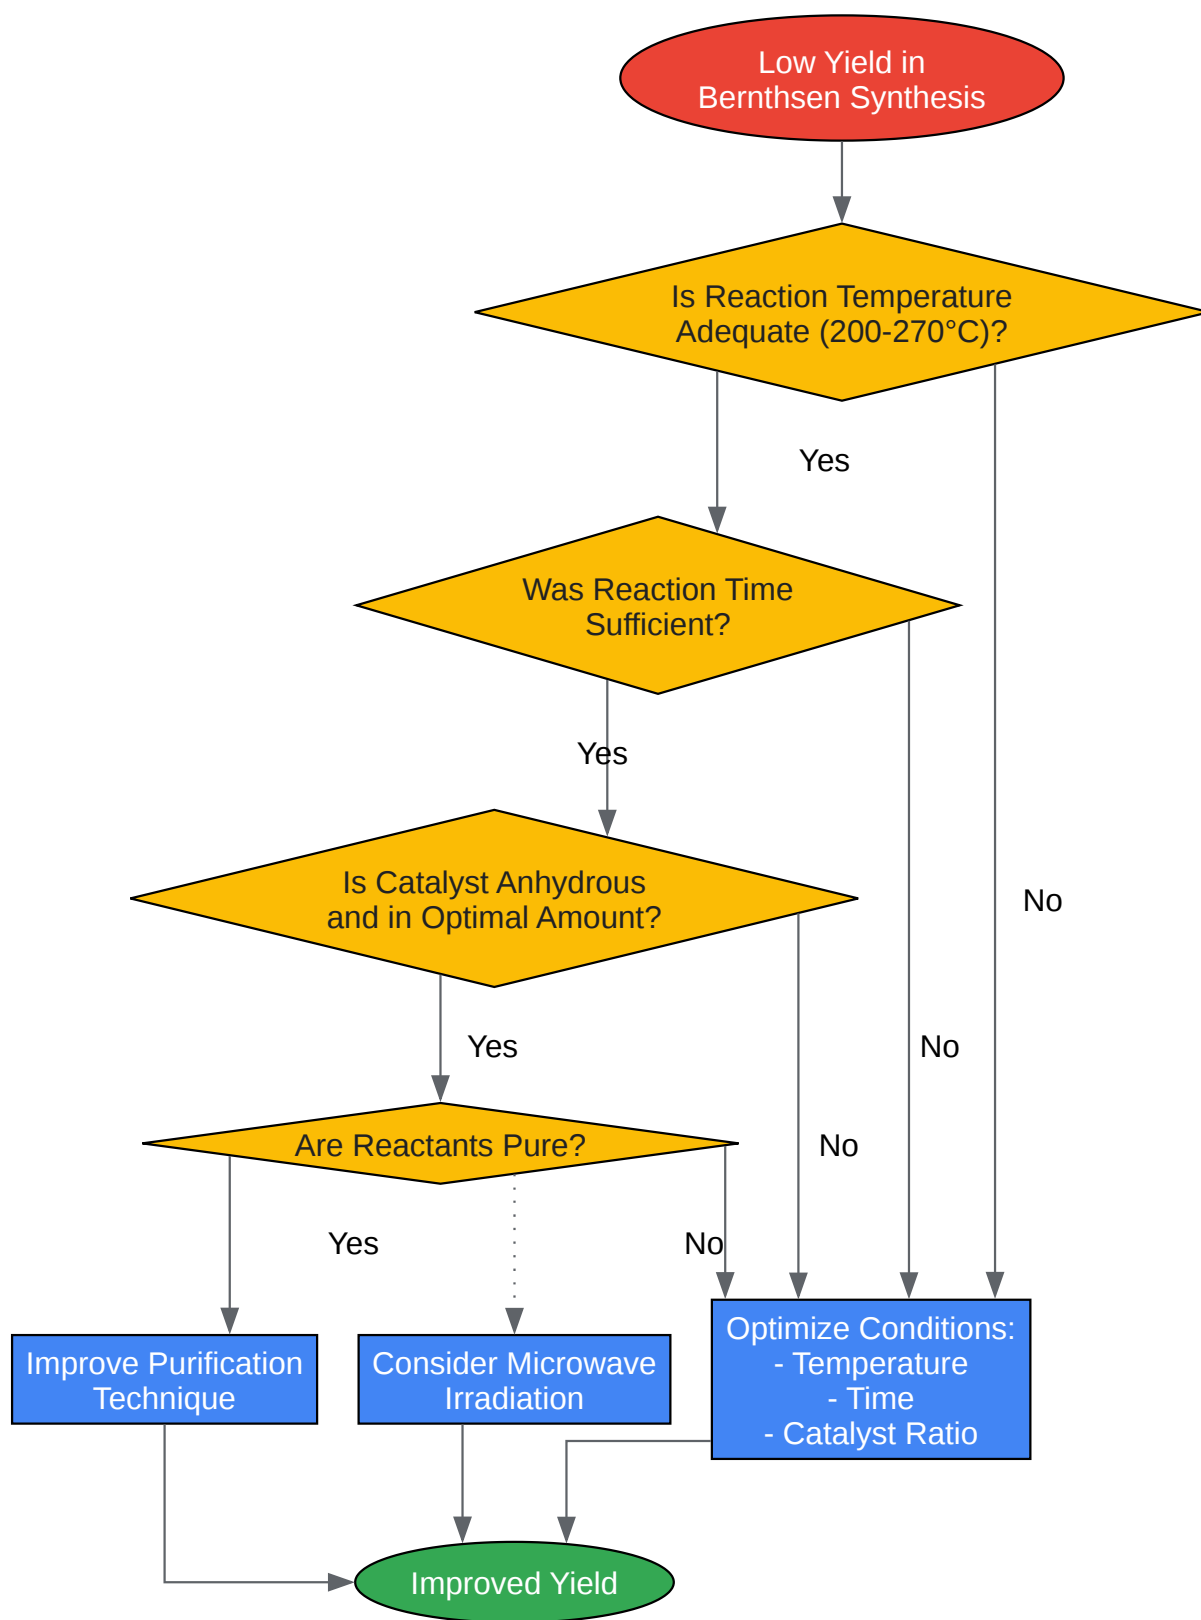 Low Yield in
Bernthsen Synthesis
Is Reaction Temperature
Adequate (200-270°C)?
Yes
Was Reaction Time
Sufficient?
Yes
Is Catalyst Anhydrous
and in Optimal Amount?
No
Yes
No
Are Reactants Pure?
No
Yes
No
Improve Purification
Technique
Consider Microwave
Irradiation
Optimize Conditions:
- Temperature
- Time
- Catalyst Ratio
Improved Yield